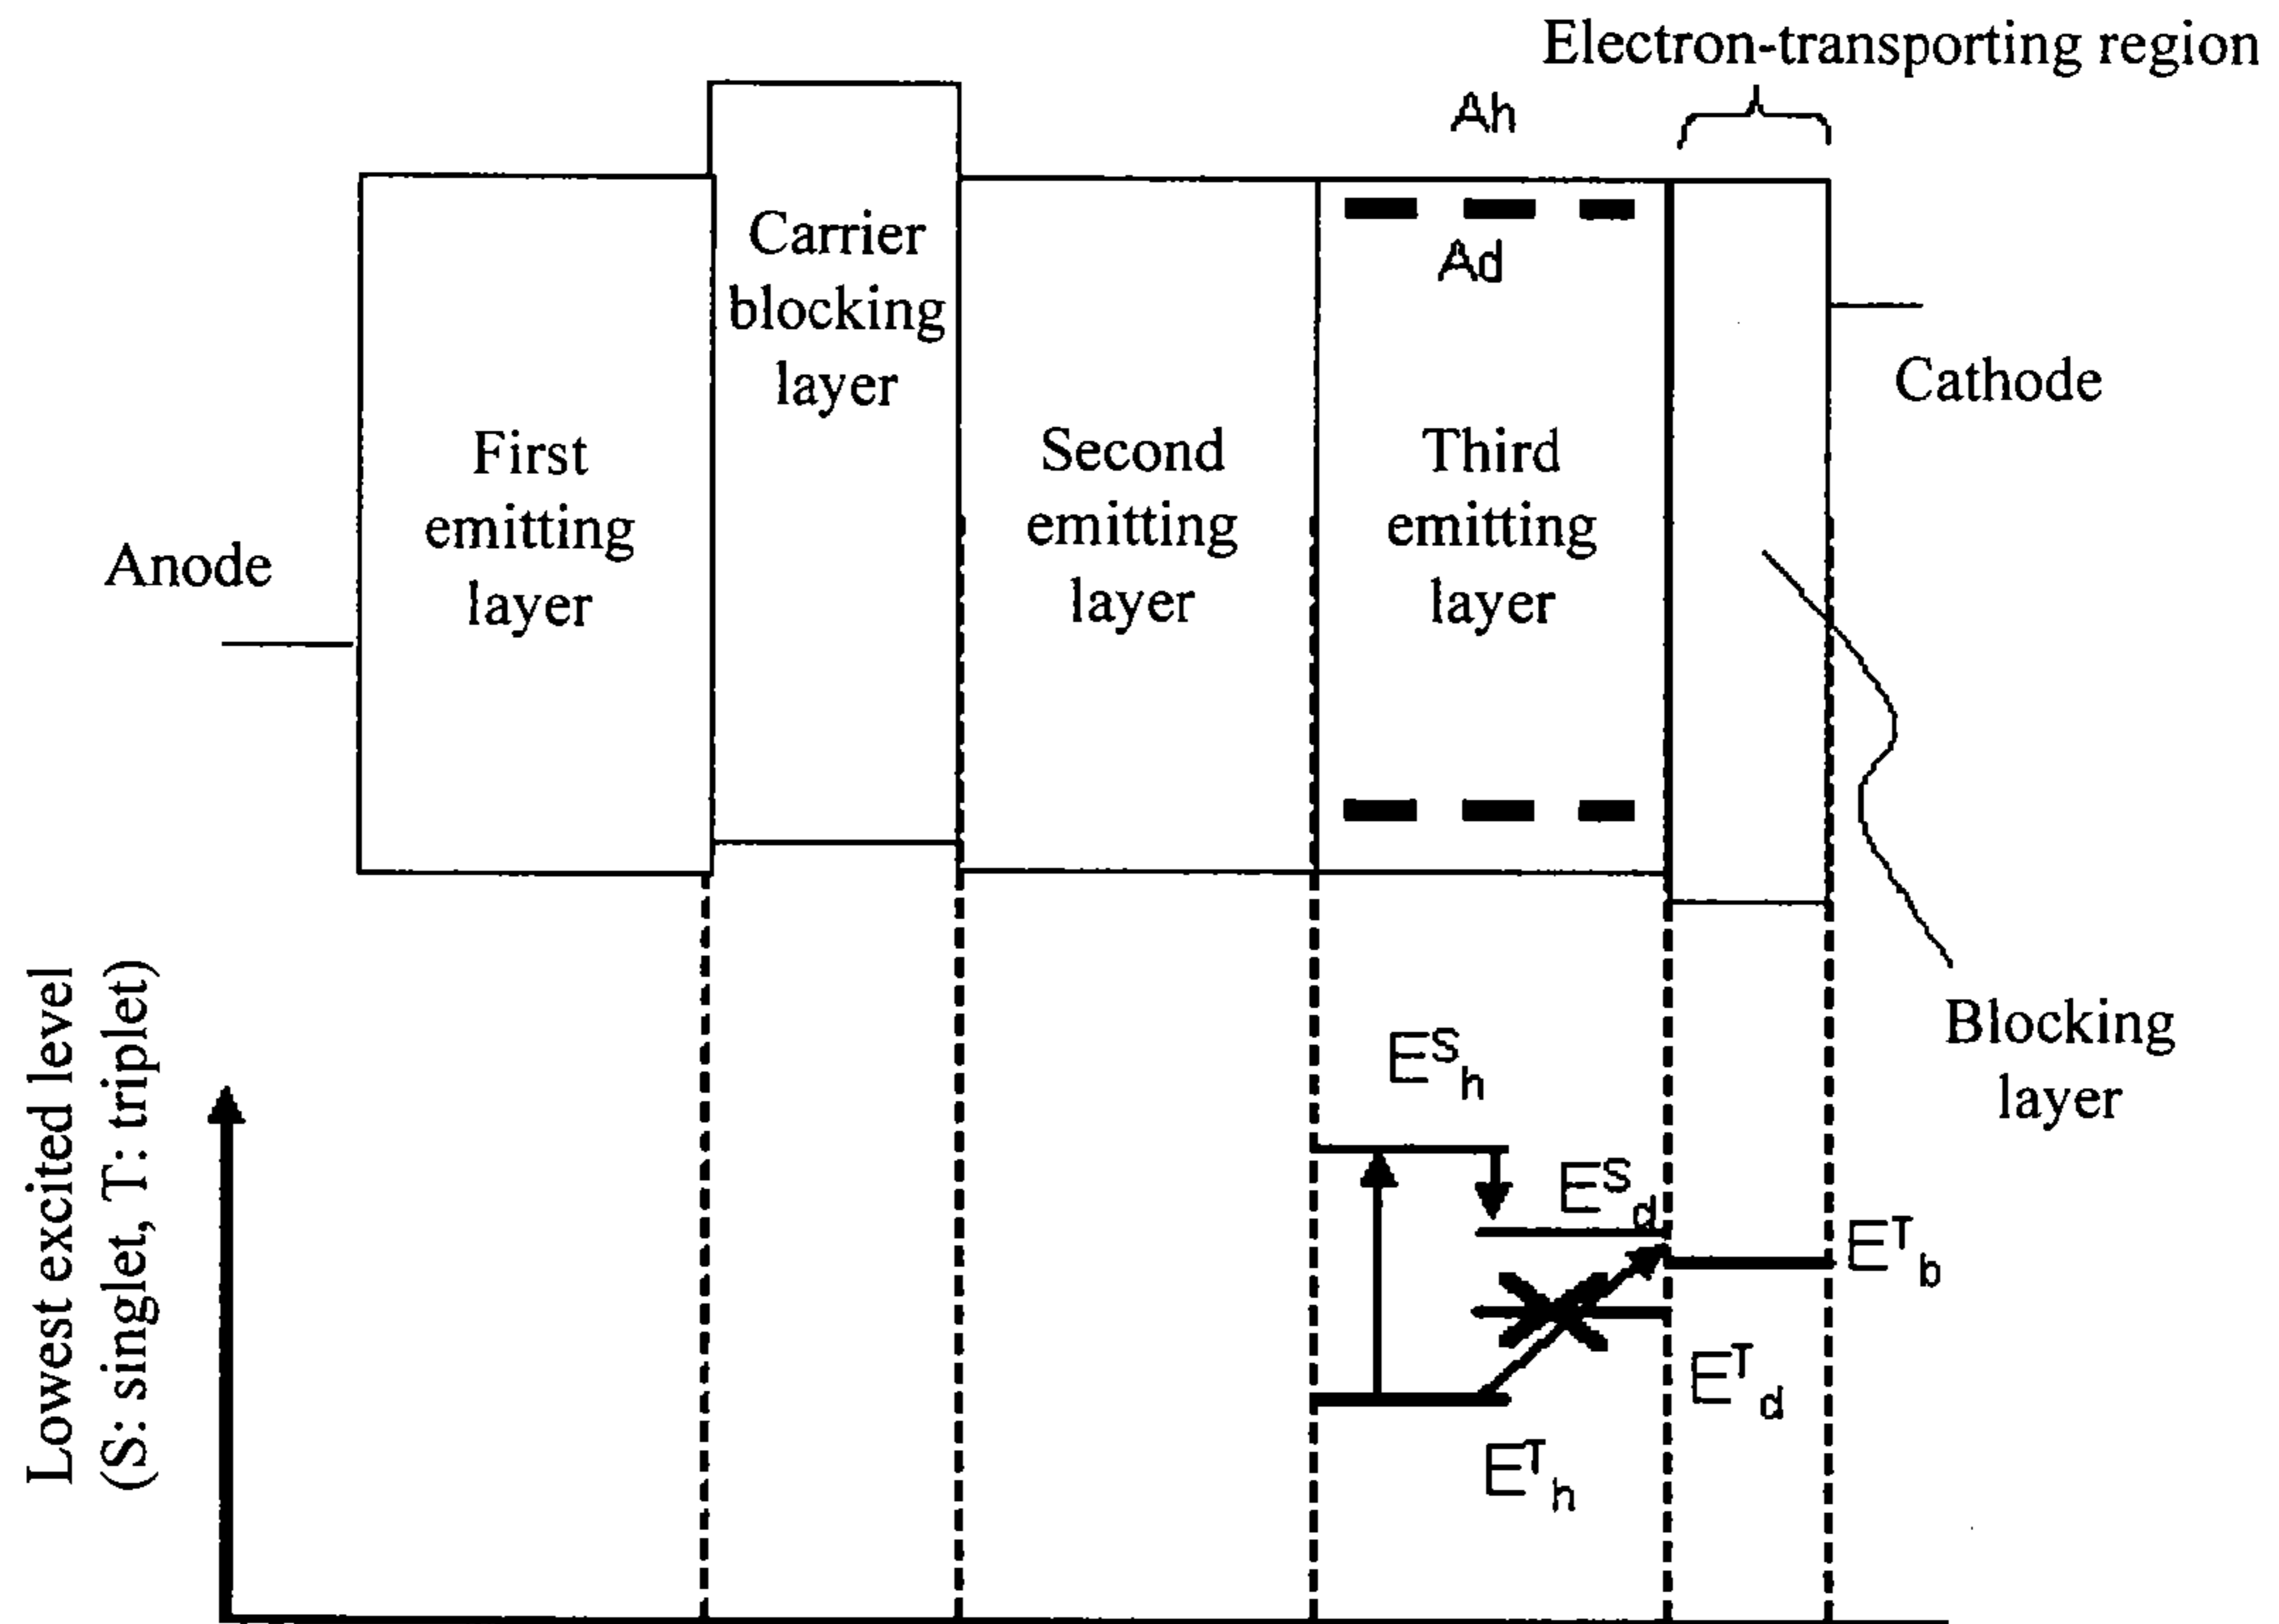 Electron-transporting region
Ah
Carrier
blocking
layer
Ad
Cathode
First
emitting
layer
Second
emitting
layer
Third
emitting
layer
Anode
Blocking
layer
Lowest excited level
(S: singlet, T: triplet)
E^S_h
E^S_d
E^T_b
E^T_d
E^T_h